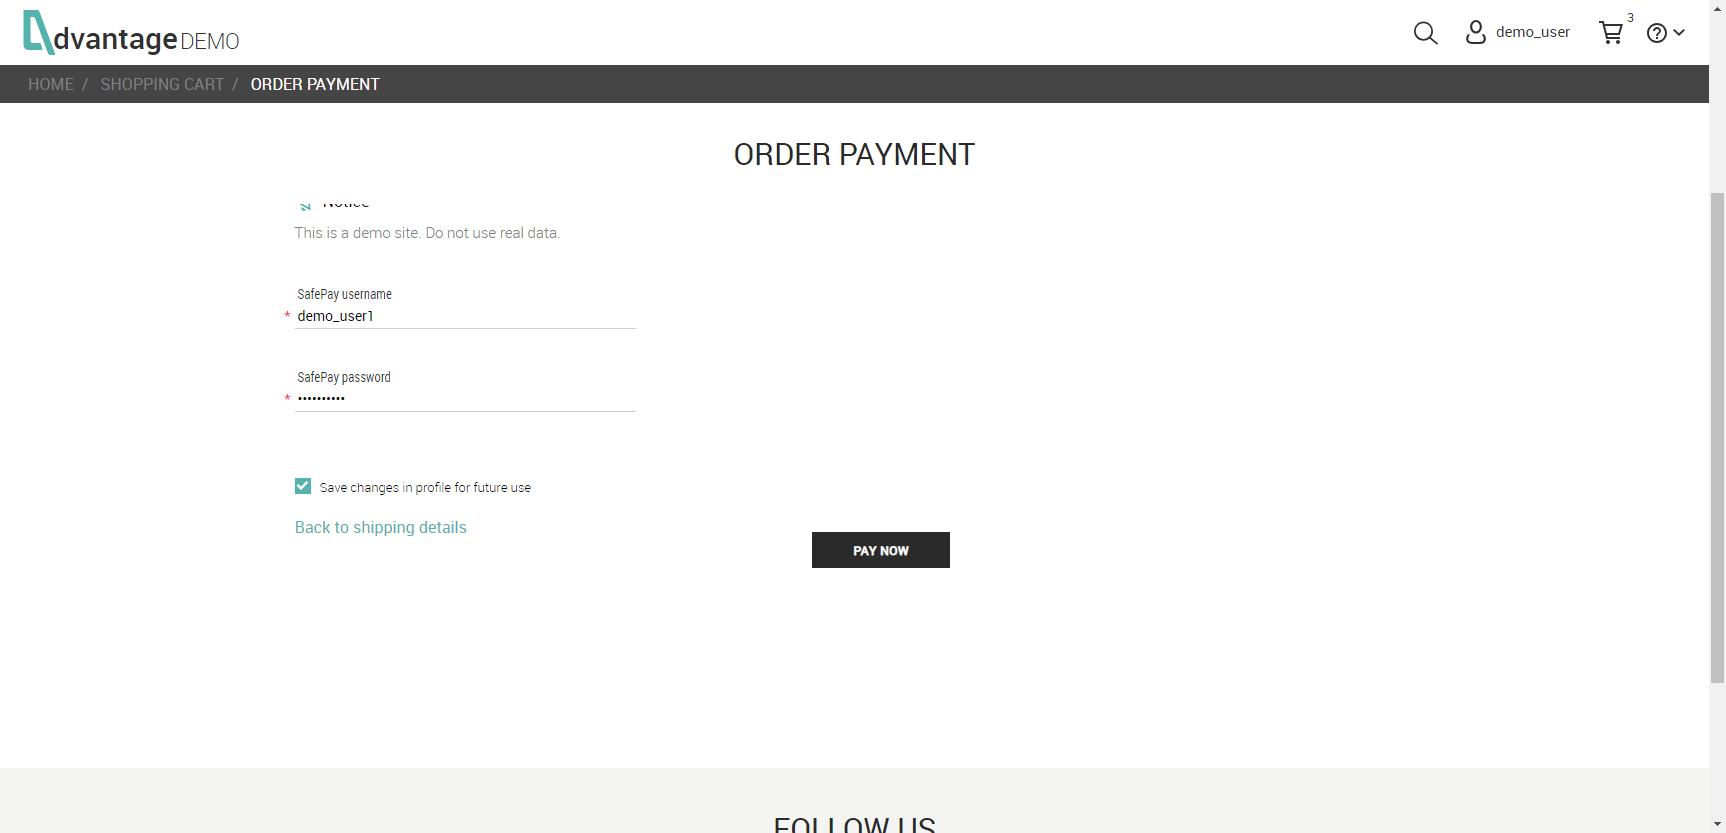 dvantage DEMO
demo_user
3
HOME / SHOPPING CART / ORDER PAYMENT
ORDER PAYMENT
Notice
This is a demo site. Do not use real data.
SafePay username
* demo_user1
SafePay password
* ••••••••••
Save changes in profile for future use
Back to shipping details
PAY NOW
FOLLOW US